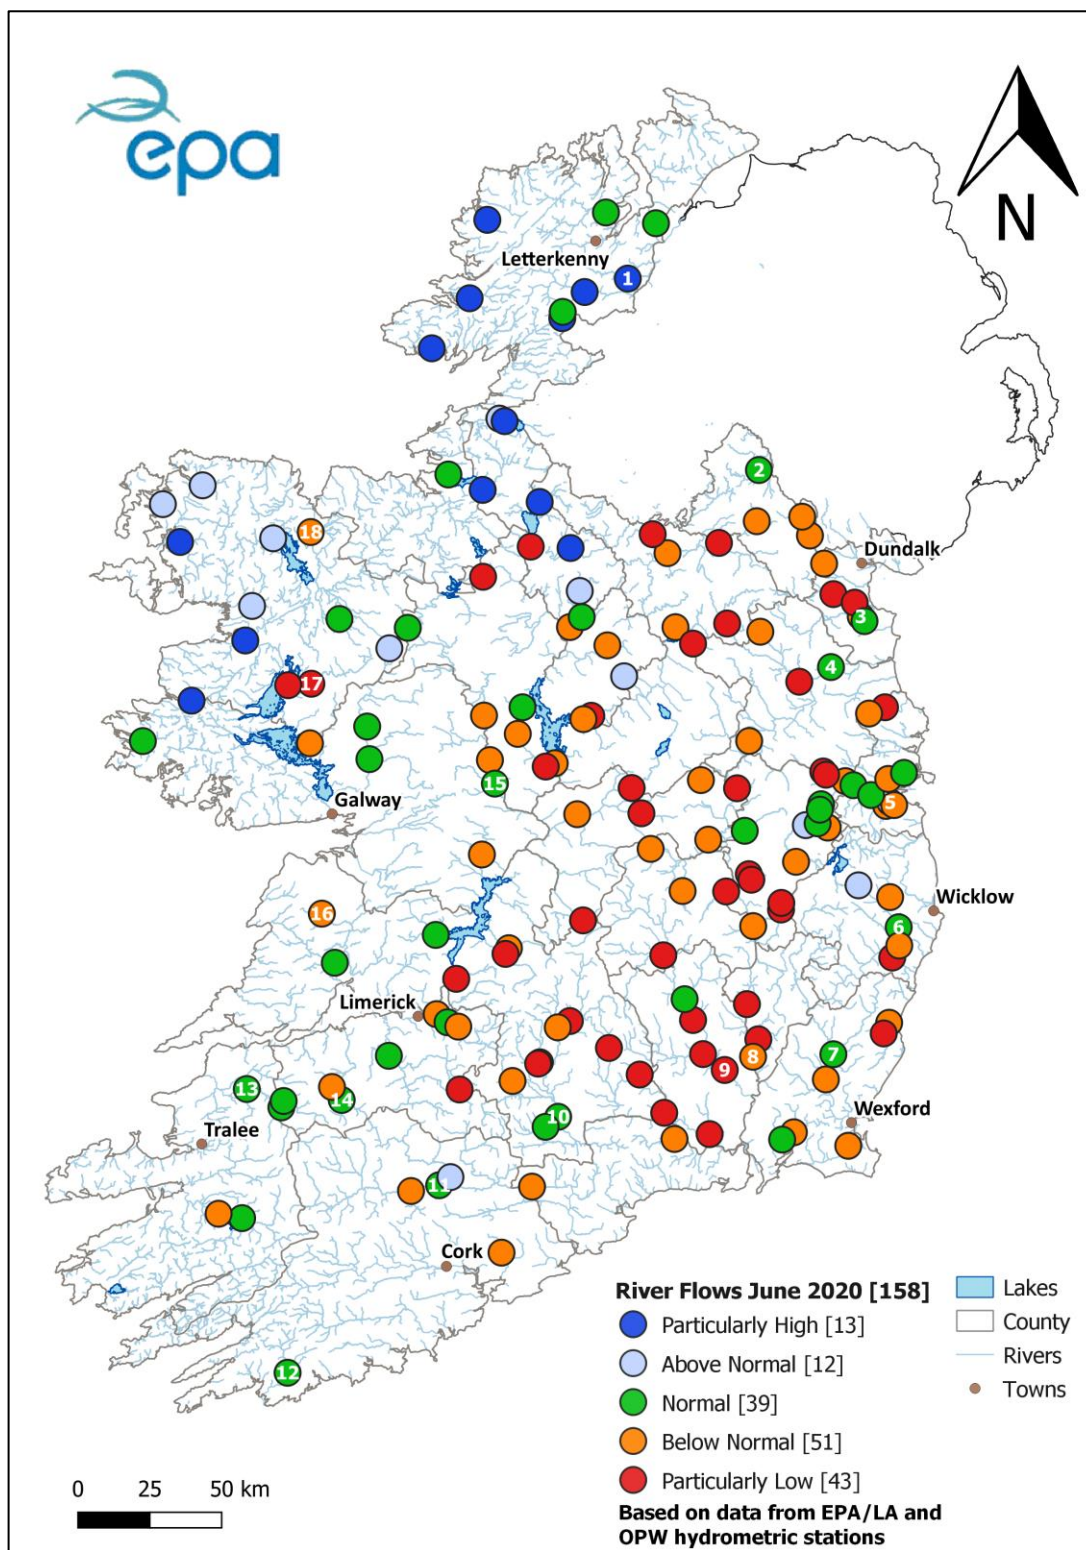 epa
N
Letterkenny
1
2
18
Dundalk
3
4
17
15
5
Galway
16
Wicklow
6
Limerick
7
8
9
13
14
10
Wexford
Tralee
11
Cork
12
River Flows June 2020 [158]
Particularly High [13]
Above Normal [12]
Normal [39]
Below Normal [51]
Particularly Low [43]
Based on data from EPA/LA and
OPW hydrometric stations
Lakes
County
Rivers
Towns
0 25 50 km